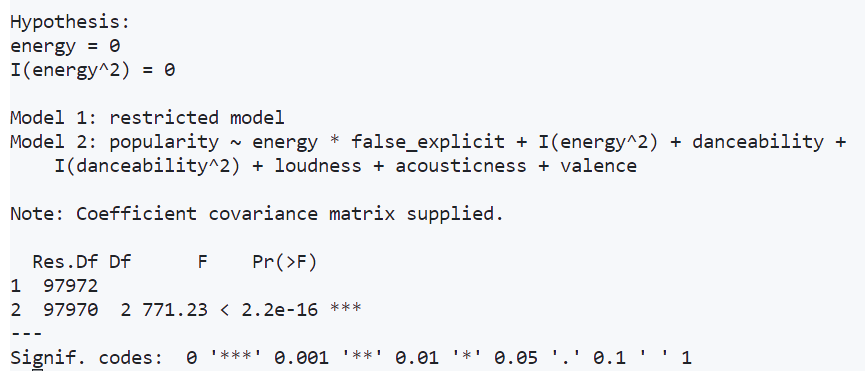 Hypothesis:
energy = 0
I(energy^2) = 0

Model 1: restricted model
Model 2: popularity ~ energy * false_explicit + I(energy^2) + danceability +
    I(danceability^2) + loudness + acousticness + valence

Note: Coefficient covariance matrix supplied.

  Res.Df Df      F    Pr(>F)
1  97972
2  97970  2 771.23 < 2.2e-16 ***
---
Signif. codes:  0 '***' 0.001 '**' 0.01 '*' 0.05 '.' 0.1 ' ' 1